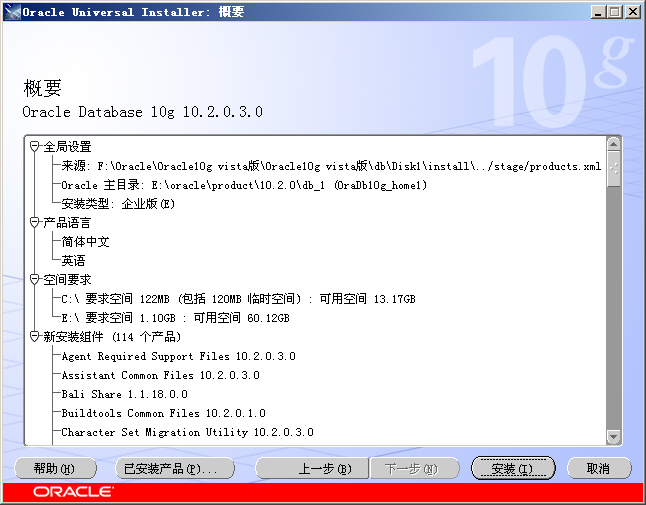 Oracle Universal Installer: 概要
10g
概要
Oracle Database 10g 10.2.0.3.0
全局设置
来源: F:\Oracle\Oracle10g vista版\Oracle10g vista版\db\Disk1\install\../stage/products.xml
Oracle 主目录: E:\oracle\product\10.2.0\db_1 (OraDb10g_home1)
安装类型: 企业版(E)
产品语言
简体中文
英语
空间要求
C:\ 要求空间 122MB (包括 120MB 临时空间) : 可用空间 13.17GB
E:\ 要求空间 1.10GB : 可用空间 60.12GB
新安装组件 (114 个产品)
Agent Required Support Files 10.2.0.3.0
Assistant Common Files 10.2.0.3.0
Bali Share 1.1.18.0.0
Buildtools Common Files 10.2.0.1.0
Character Set Migration Utility 10.2.0.3.0
帮助(H) 已安装产品(P)... 上一步(B) 下一步(N) 安装(I) 取消
ORACLE